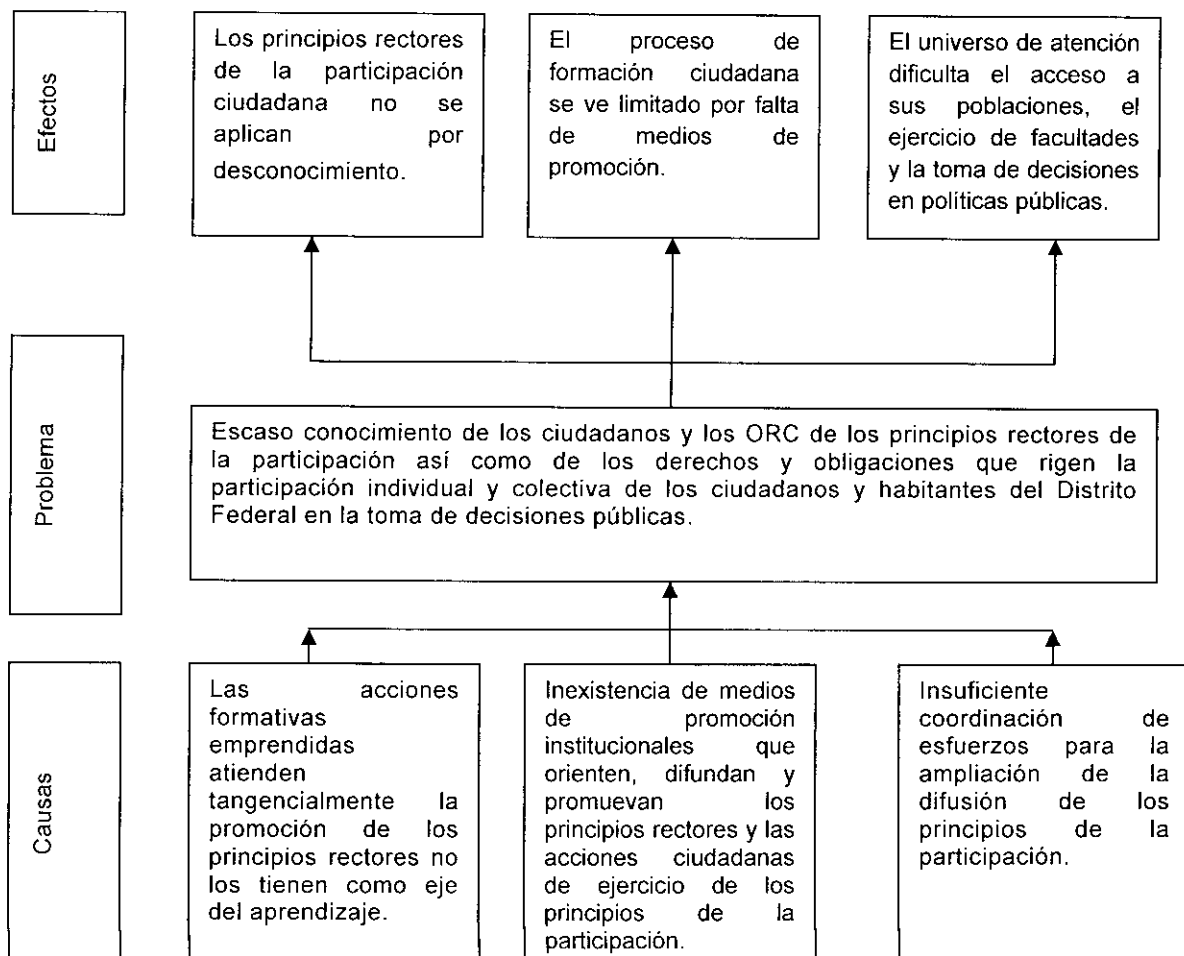 Efectos
Los principios rectores
de la participación
ciudadana no se
aplican por
desconocimiento.
El proceso de
formación ciudadana
se ve limitado por falta
de medios de
promoción.
El universo de atención
dificulta el acceso a
sus poblaciones, el
ejercicio de facultades
y la toma de decisiones
en políticas públicas.
Problema
Escaso conocimiento de los ciudadanos y los ORC de los principios rectores de
la participación así como de los derechos y obligaciones que rigen la
participación individual y colectiva de los ciudadanos y habitantes del Distrito
Federal en la toma de decisiones públicas.
Causas
Las acciones
formativas
emprendidas
atienden
tangencialmente la
promoción de los
principios rectores no
los tienen como eje
del aprendizaje.
Inexistencia de medios
de promoción
institucionales que
orienten, difundan y
promuevan los
principios rectores y las
acciones ciudadanas
de ejercicio de los
principios de la
participación.
Insuficiente
coordinación de
esfuerzos para la
ampliación de la
difusión de los
principios de la
participación.